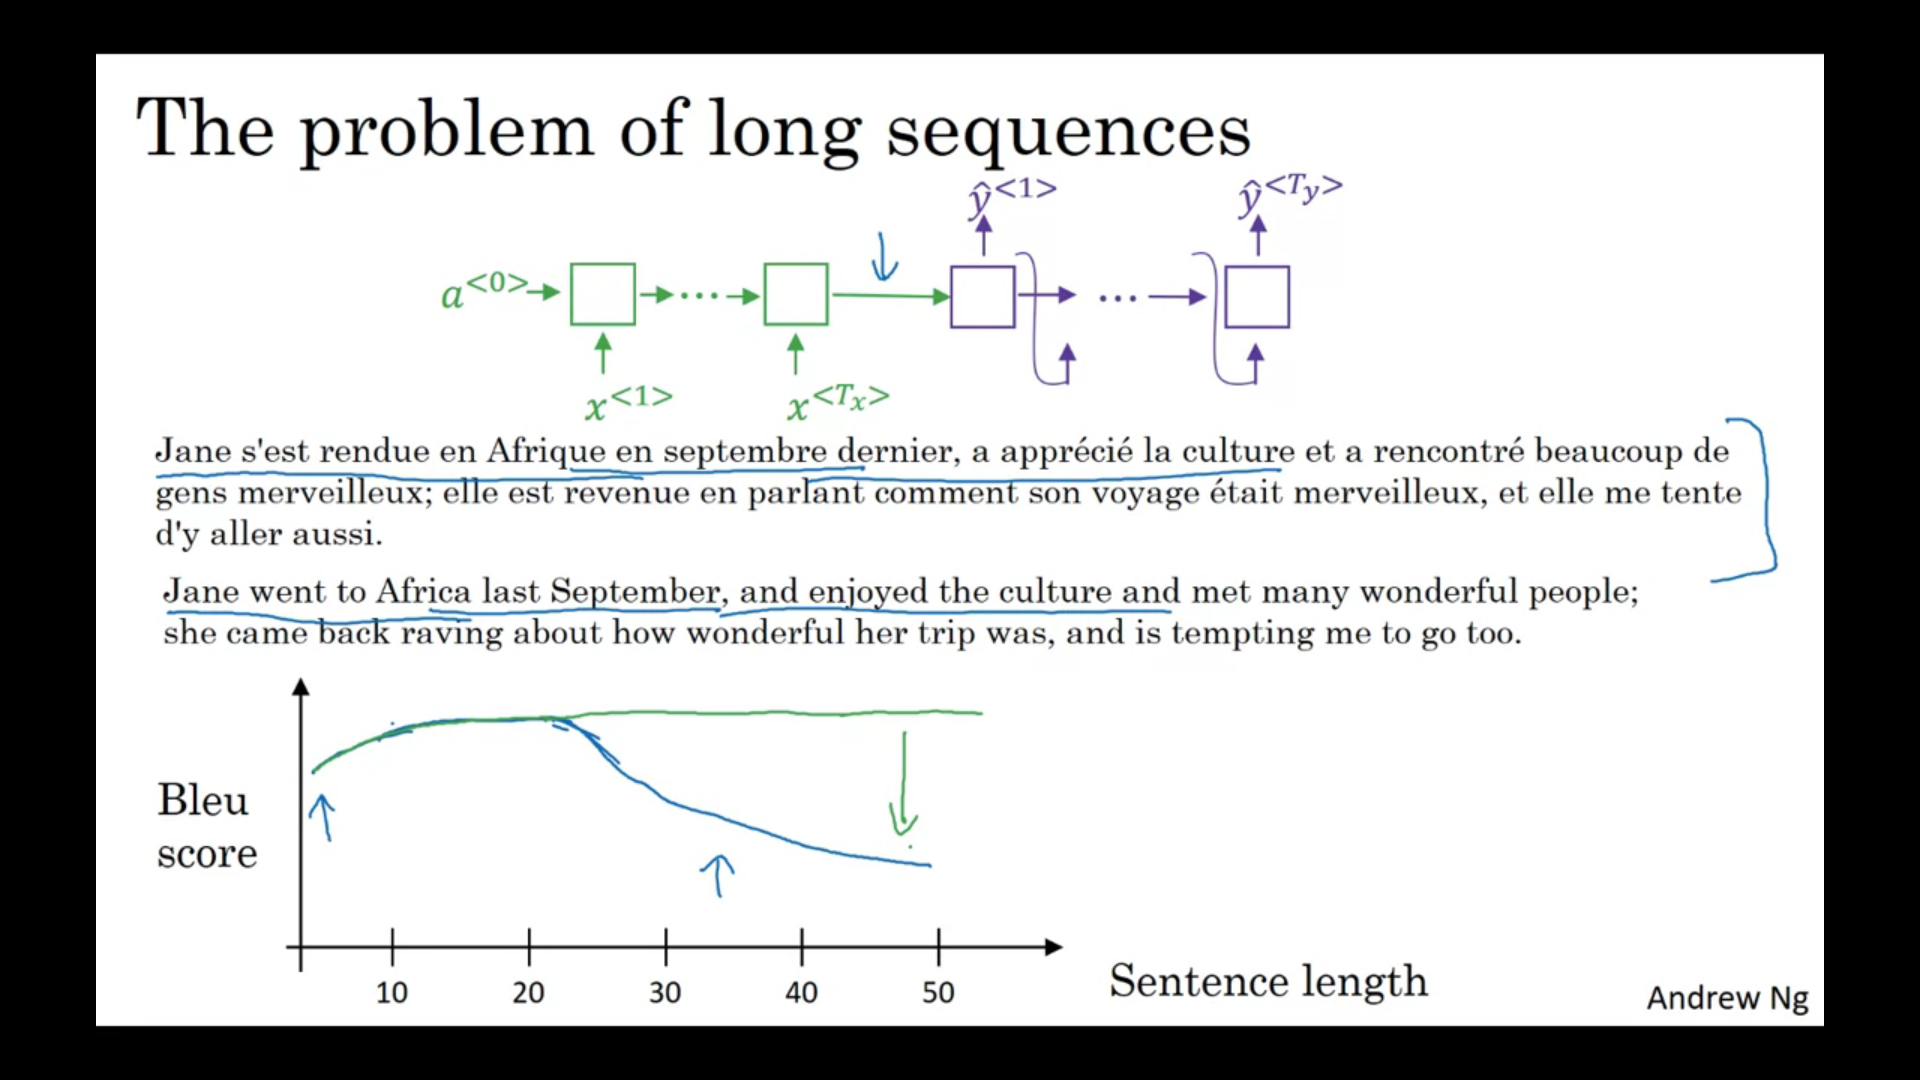 The problem of long sequences
ŷ<1> ŷ<Ty>
a<0>
x<1> x<Tx>
Jane s'est rendue en Afrique en septembre dernier, a apprécié la culture et a rencontré beaucoup de
gens merveilleux; elle est revenue en parlant comment son voyage était merveilleux, et elle me tente
d'y aller aussi.
Jane went to Africa last September, and enjoyed the culture and met many wonderful people;
she came back raving about how wonderful her trip was, and is tempting me to go too.
Bleu
score
10 20 30 40 50
Sentence length
Andrew Ng